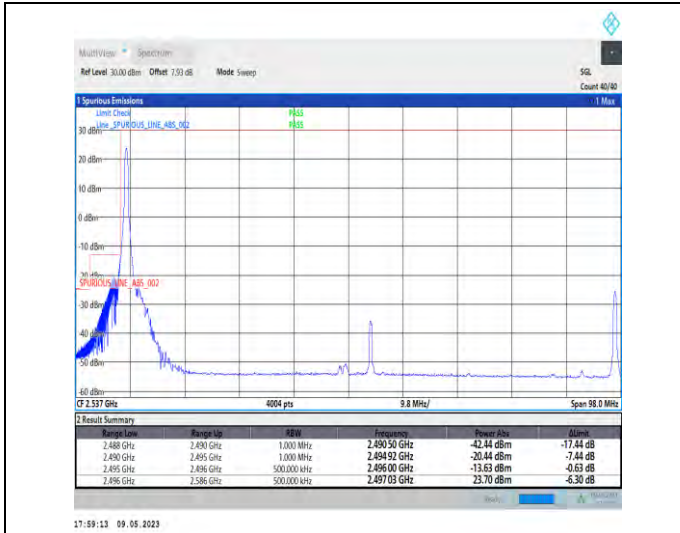 MultiView Spectrum
Ref Level 30.00 dBm Offset 7.93 dB Mode Sweep SGL
Count 40/40
1 Spurious Emissions 1 Max
Limit Check PASS
Line _SPURIOUS_LINE_ABS_002 PASS
30 dBm
20 dBm
10 dBm
0 dBm
-10 dBm
-20 dBm
SPURIOUS_LINE_ABS_002
-30 dBm
-40 dBm
-50 dBm
-60 dBm
CF 2.537 GHz 4004 pts 9.8 MHz/ Span 98.0 MHz
2 Result Summary
Range Low Range Up RBW Frequency Power Abs ΔLimit
2.488 GHz 2.490 GHz 1.000 MHz 2.490 50 GHz -42.44 dBm -17.44 dB
2.490 GHz 2.495 GHz 1.000 MHz 2.494 92 GHz -20.44 dBm -7.44 dB
2.495 GHz 2.496 GHz 500.000 kHz 2.496 00 GHz -13.63 dBm -0.63 dB
2.496 GHz 2.586 GHz 500.000 kHz 2.497 03 GHz 23.70 dBm -6.30 dB
17:59:13 09.05.2023